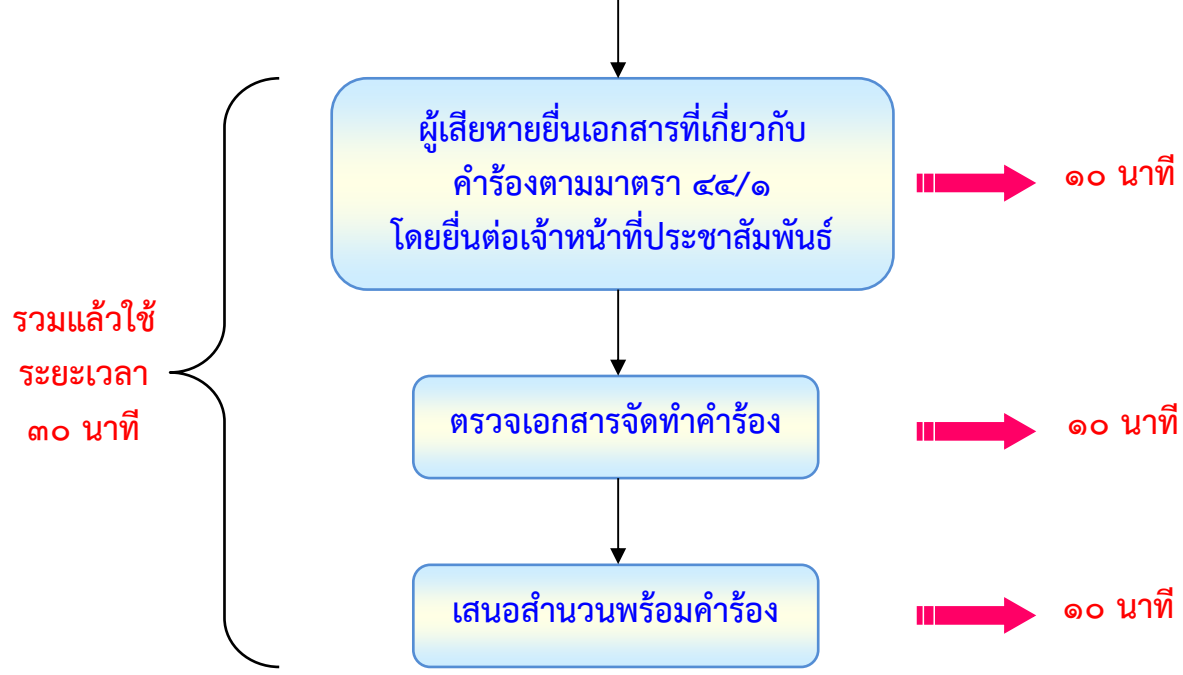 ผู้เสียหายยื่นเอกสารที่เกี่ยวกับ
คำร้องตามมาตรา ๔๔/๑
โดยยื่นต่อเจ้าหน้าที่ประชาสัมพันธ์
๑๐ นาที
รวมแล้วใช้
ระยะเวลา
๓๐ นาที
ตรวจเอกสารจัดทำคำร้อง
๑๐ นาที
เสนอสำนวนพร้อมคำร้อง
๑๐ นาที